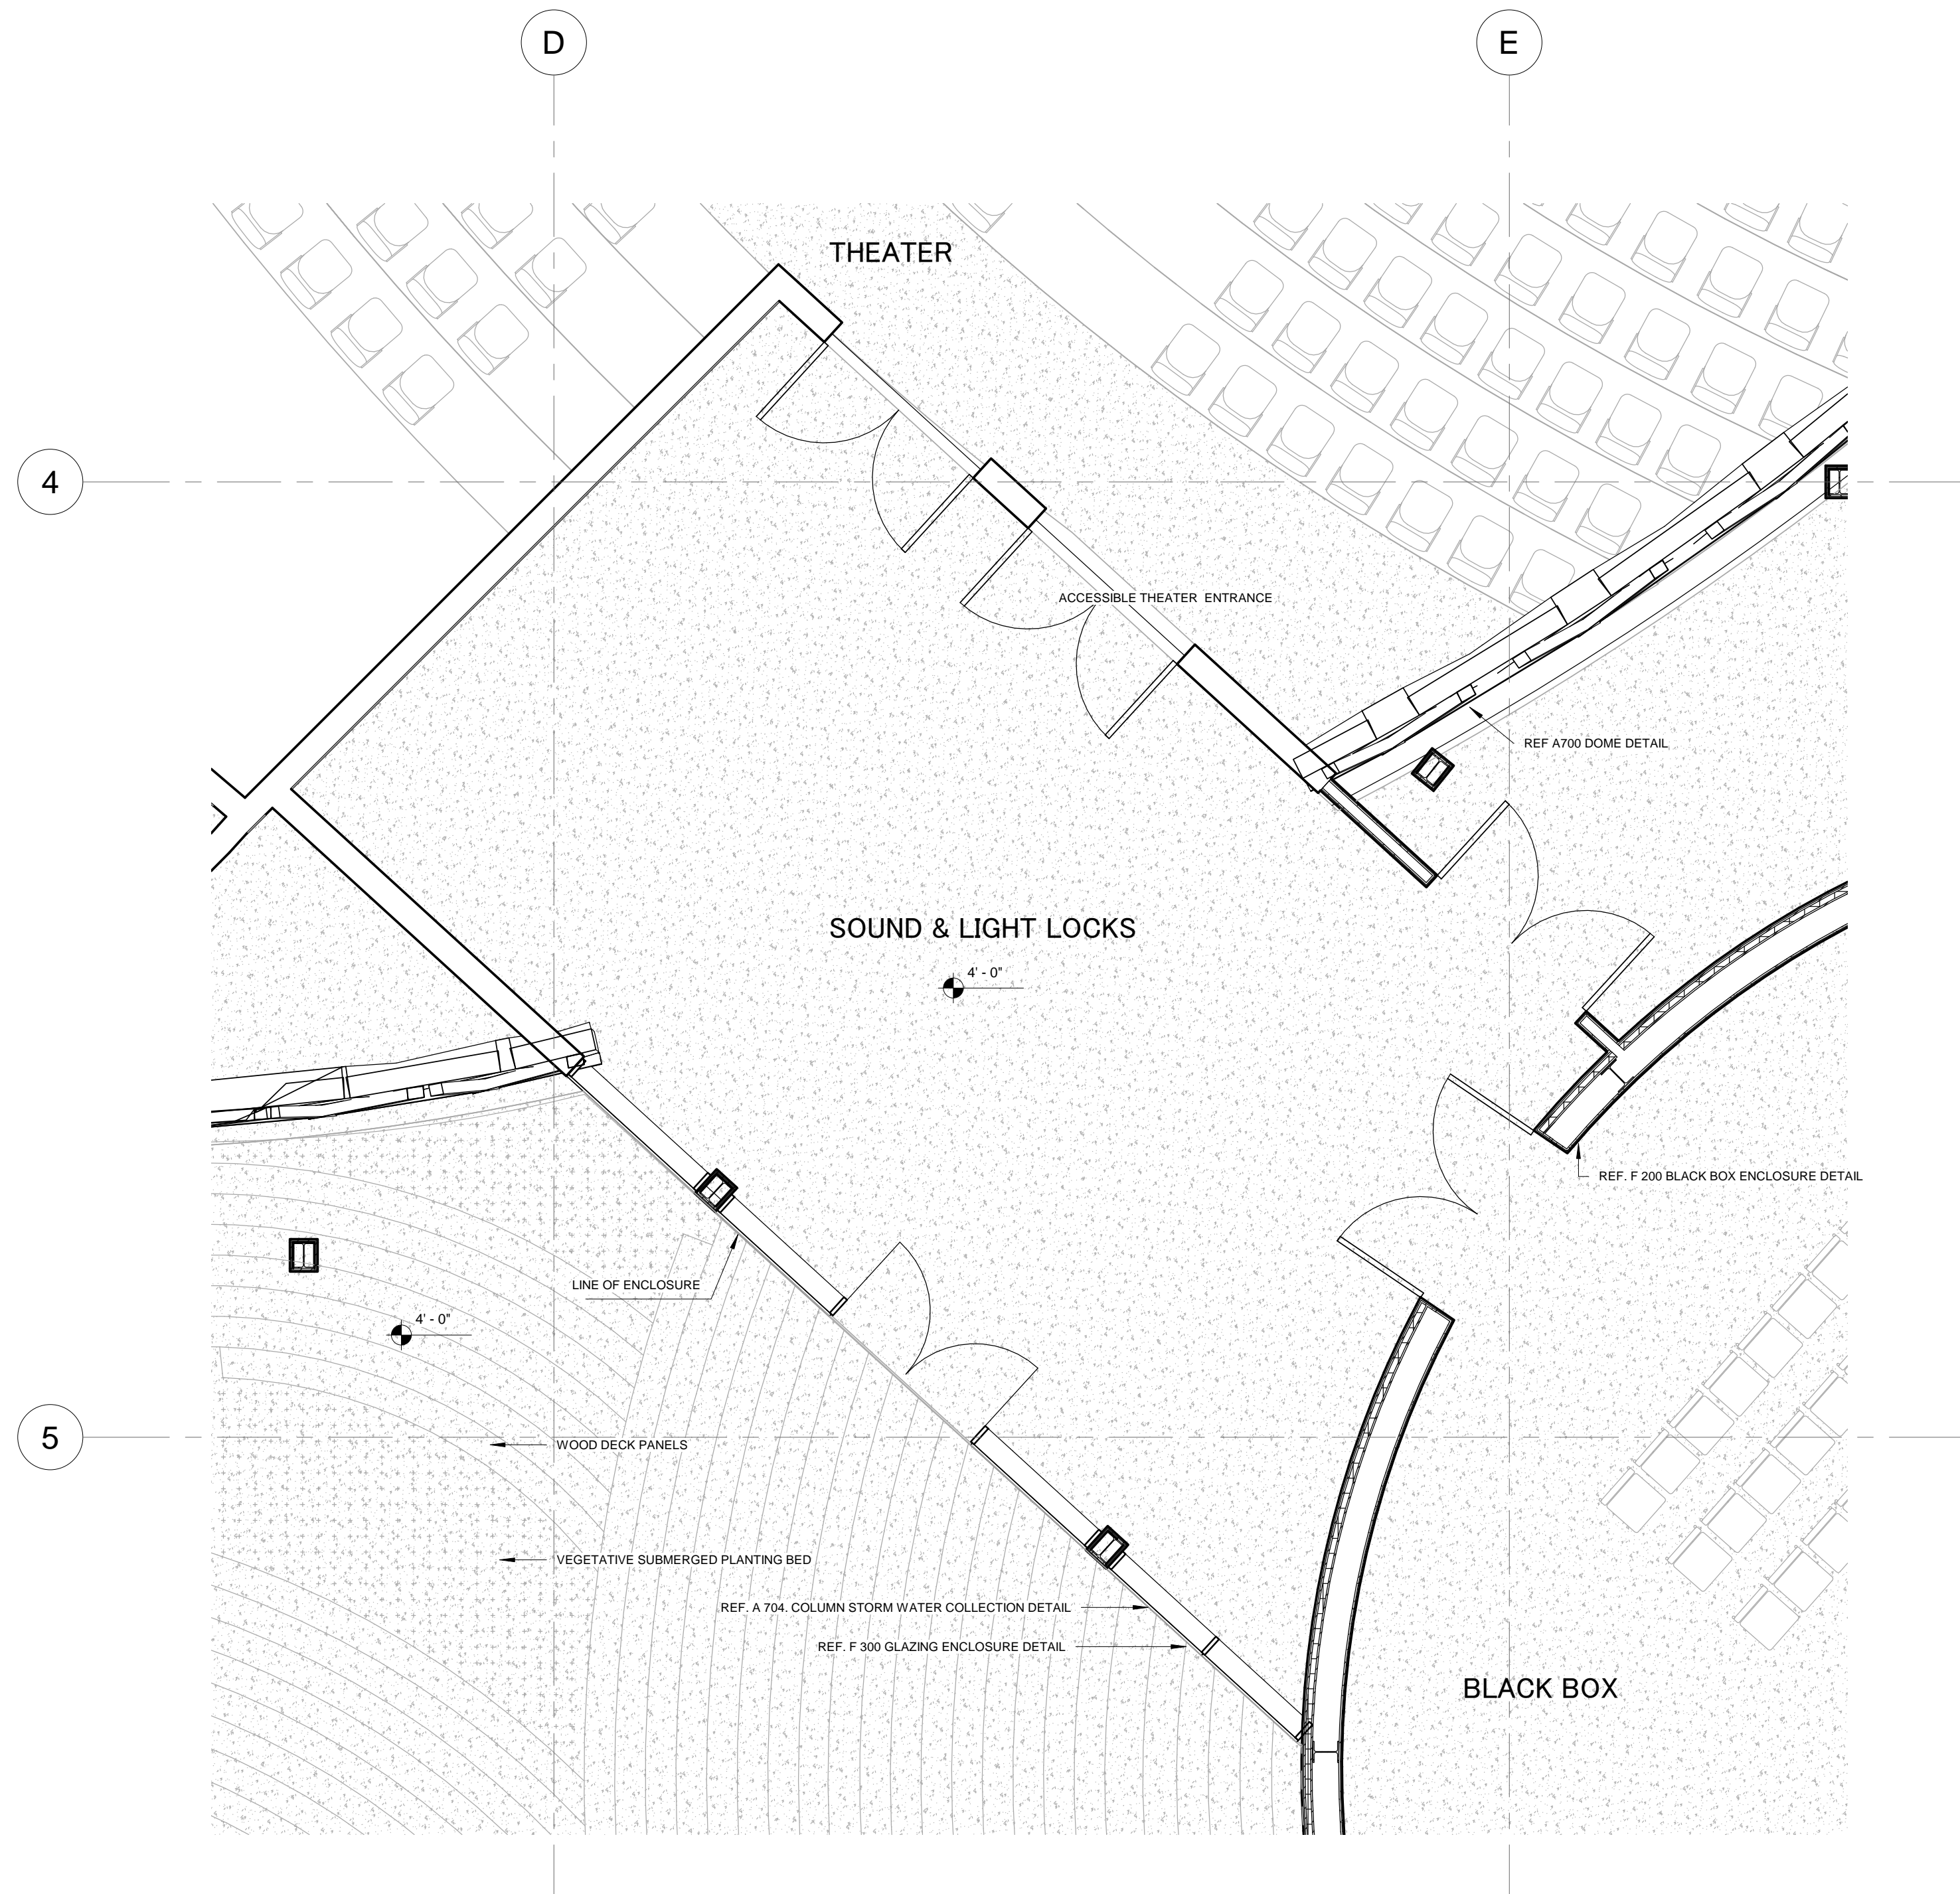 D
E
THEATER
4
ACCESSIBLE THEATER ENTRANCE
REF A700 DOME DETAIL
SOUND & LIGHT LOCKS
4' - 0"
REF. F 200 BLACK BOX ENCLOSURE DETAIL
LINE OF ENCLOSURE
4' - 0"
5
WOOD DECK PANELS
VEGETATIVE SUBMERGED PLANTING BED
REF. A 704. COLUMN STORM WATER COLLECTION DETAIL
REF. F 300 GLAZING ENCLOSURE DETAIL
BLACK BOX